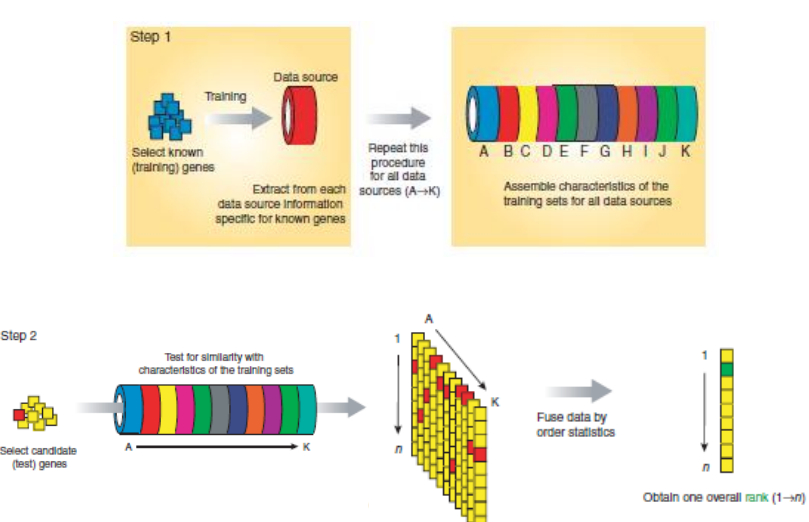 Step 1
Data source
Training
Select known
(training) genes
Extract from each
data source information
specific for known genes
Repeat this
procedure
for all data
sources (A→K)
A B C D E F G H I J K
Assemble characteristics of the
training sets for all data sources
Step 2
Select candidate
(test) genes
Test for similarity with
characteristics of the training sets
A K
A
1
K
n
Fuse data by
order statistics
1
n
Obtain one overall rank (1→n)